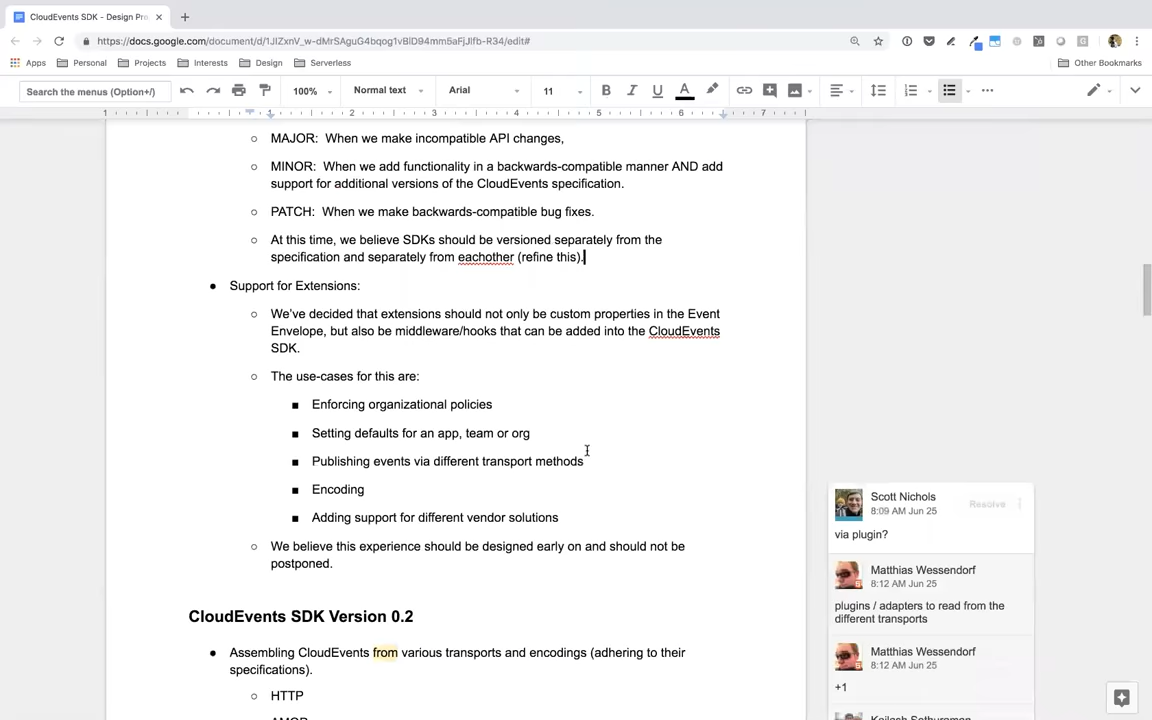 CloudEvents SDK - Design Pro
https://docs.google.com/document/d/1JIZxnV_w-dMrSAguG4bqog1vBlD94mm5aFjJlfb-R34/edit#
Apps Personal Projects Interests Design Serverless Other Bookmarks
Search the menus (Option+/) 100% Normal text Arial 11
1 1 2 3 4 5 6 7
MAJOR: When we make incompatible API changes,
MINOR: When we add functionality in a backwards-compatible manner AND add
support for additional versions of the CloudEvents specification.
PATCH: When we make backwards-compatible bug fixes.
At this time, we believe SDKs should be versioned separately from the
specification and separately from eachother (refine this).
Support for Extensions:
We've decided that extensions should not only be custom properties in the Event
Envelope, but also be middleware/hooks that can be added into the CloudEvents
SDK.
The use-cases for this are:
Enforcing organizational policies
Setting defaults for an app, team or org
Publishing events via different transport methods
Encoding
Adding support for different vendor solutions
We believe this experience should be designed early on and should not be
postponed.
CloudEvents SDK Version 0.2
Assembling CloudEvents from various transports and encodings (adhering to their
specifications).
HTTP
Scott Nichols
8:09 AM Jun 25
Resolve
via plugin?
Matthias Wessendorf
8:12 AM Jun 25
plugins / adapters to read from the
different transports
Matthias Wessendorf
8:12 AM Jun 25
+1